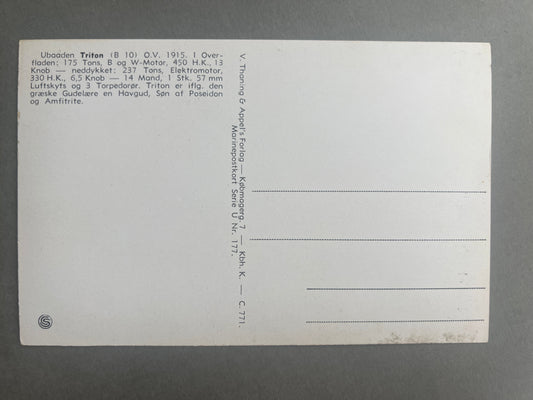 Ubaaden Triton (B 10) O.V. 1915. I Over-
fladen: 175 Tons, B og W-Motor, 450 H.K., 13
Knob — neddykket: 237 Tons, Elektromotor,
330 H.K., 6,5 Knob — 14 Mand, 1 Stk. 57 mm
Luftskyts og 3 Torpedorør. Triton er iflg. den
græske Gudelære en Havgud, Søn af Poseidon
og Amfitrite.
V. Thaning & Appel's Forlag — Købmagerg. 7 — Kbh. K. — C. 771.
Marinepostkort Serie U Nr. 177.